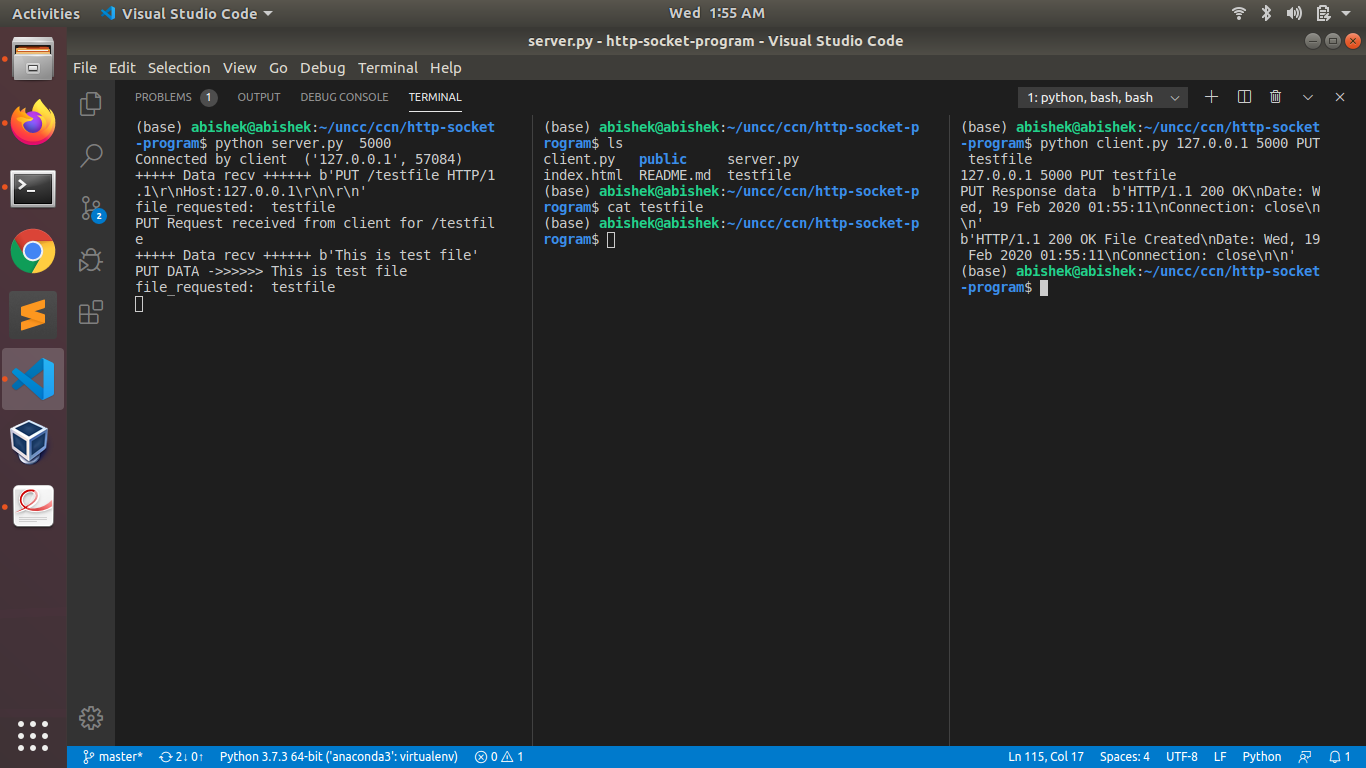 Activities Visual Studio Code Wed 1:55 AM
server.py - http-socket-program - Visual Studio Code
File Edit Selection View Go Debug Terminal Help
PROBLEMS 1 OUTPUT DEBUG CONSOLE TERMINAL 1: python, bash, bash
(base) abishek@abishek:~/uncc/ccn/http-socket
-program$ python server.py  5000
Connected by client  ('127.0.0.1', 57084)
+++++ Data recv ++++++ b'PUT /testfile HTTP/1
.1\r\nHost:127.0.0.1\r\n\r\n'
file_requested:  testfile
PUT Request received from client for /testfil
e
+++++ Data recv ++++++ b'This is test file'
PUT DATA ->>>>>> This is test file
file_requested:  testfile
(base) abishek@abishek:~/uncc/ccn/http-socket-p
rogram$ ls
client.py   public     server.py
index.html  README.md  testfile
(base) abishek@abishek:~/uncc/ccn/http-socket-p
rogram$ cat testfile
(base) abishek@abishek:~/uncc/ccn/http-socket-p
rogram$
(base) abishek@abishek:~/uncc/ccn/http-socket
-program$ python client.py 127.0.0.1 5000 PUT
 testfile
127.0.0.1 5000 PUT testfile
PUT Response data  b'HTTP/1.1 200 OK\nDate: W
ed, 19 Feb 2020 01:55:11\nConnection: close\n
\n'
b'HTTP/1.1 200 OK File Created\nDate: Wed, 19
 Feb 2020 01:55:11\nConnection: close\n\n'
(base) abishek@abishek:~/uncc/ccn/http-socket
-program$
2
master* 2↓ 0↑ Python 3.7.3 64-bit ('anaconda3': virtualenv) 0 1 Ln 115, Col 17 Spaces: 4 UTF-8 LF Python 1